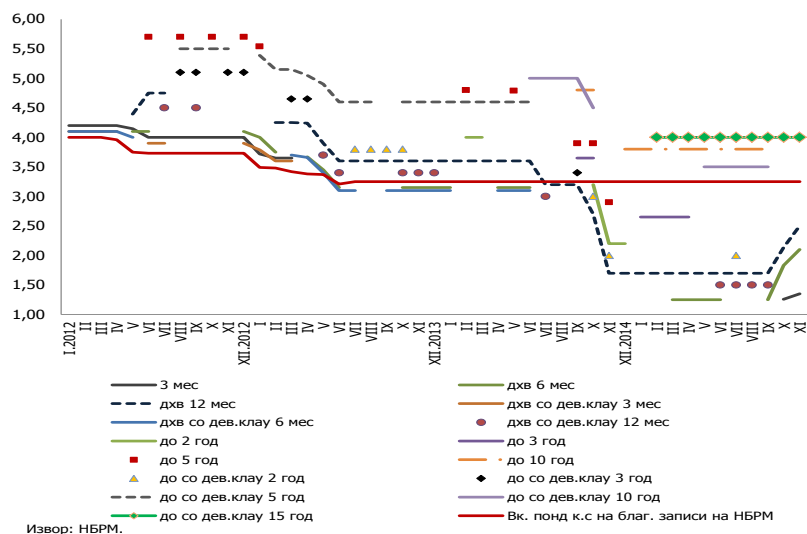 6,00
5,50
5,00
4,50
4,00
3,50
3,00
2,50
2,00
1,50
1,00
I.2012
II
III
IV
V
VI
VII
VIII
IX
X
XI
XII.2012
I
II
III
IV
V
VI
VII
VIII
IX
X
XI
XII.2013
I
II
III
IV
V
VI
VII
VIII
IX
X
XI
XII.2014
I
II
III
IV
V
VI
VII
VIII
IX
X
XI
3 мес
дхв 6 мес
дхв 12 мес
дхв со дев.клау 3 мес
дхв со дев.клау 6 мес
дхв со дев.клау 12 мес
до 2 год
до 3 год
до 5 год
до 10 год
до со дев.клау 2 год
до со дев.клау 3 год
до со дев.клау 5 год
до со дев.клау 10 год
до со дев.клау 15 год
Вк. понд к.с на благ. записи на НБРМ
Извор: НБРМ.